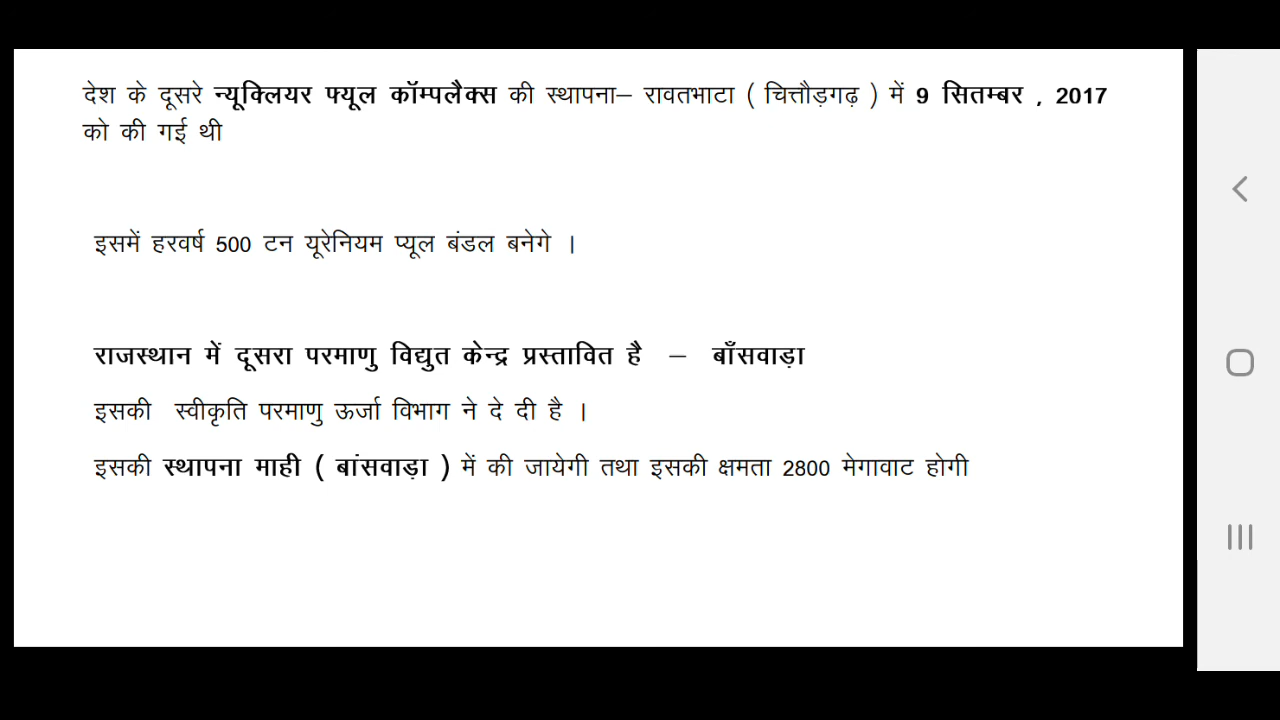 देश के दूसरे न्यूक्लियर फ्यूल कॉम्पलैक्स की स्थापना– रावतभाटा ( चित्तौड़गढ़ ) में 9 सितम्बर , 2017
को की गई थी
इसमें हरवर्ष 500 टन यूरेनियम प्यूल बंडल बनेगे ।
राजस्थान में दूसरा परमाणु विद्युत केन्द्र प्रस्तावित है – बाँसवाड़ा
इसकी स्वीकृति परमाणु ऊर्जा विभाग ने दे दी है ।
इसकी स्थापना माही ( बांसवाड़ा ) में की जायेगी तथा इसकी क्षमता 2800 मेगावाट होगी